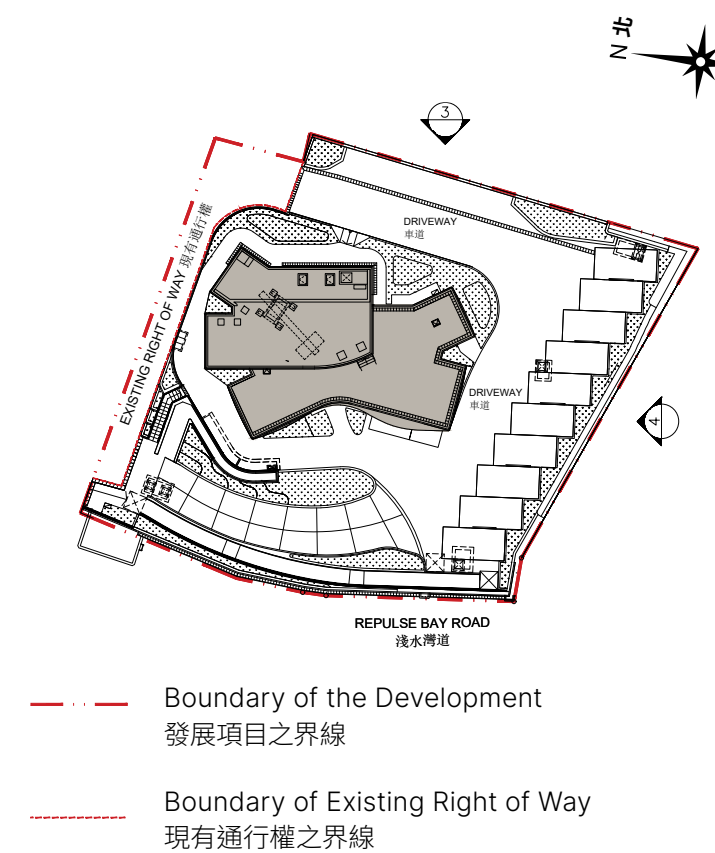 N 北
3
DRIVEWAY
車道
EXISTING RIGHT OF WAY 現有通行權
DRIVEWAY
車道
4
REPULSE BAY ROAD
淺水灣道
Boundary of the Development
發展項目之界線
Boundary of Existing Right of Way
現有通行權之界線